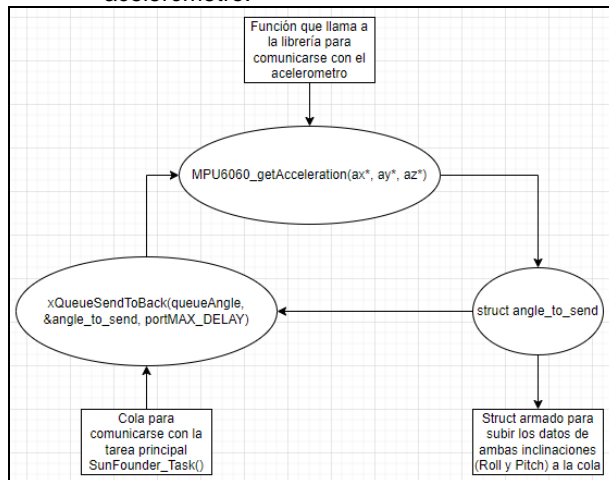 acelerómetro.
Función que llama a
la librería para
comunicarse con el
acelerometro
MPU6060_getAcceleration(ax*, ay*, az*)
xQueueSendToBack(queueAngle,
&angle_to_send, portMAX_DELAY)
struct angle_to_send
Cola para
comunicarse con la
tarea principal
SunFounder_Task()
Struct armado para
subir los datos de
ambas inclinaciones
(Roll y Pitch) a la cola